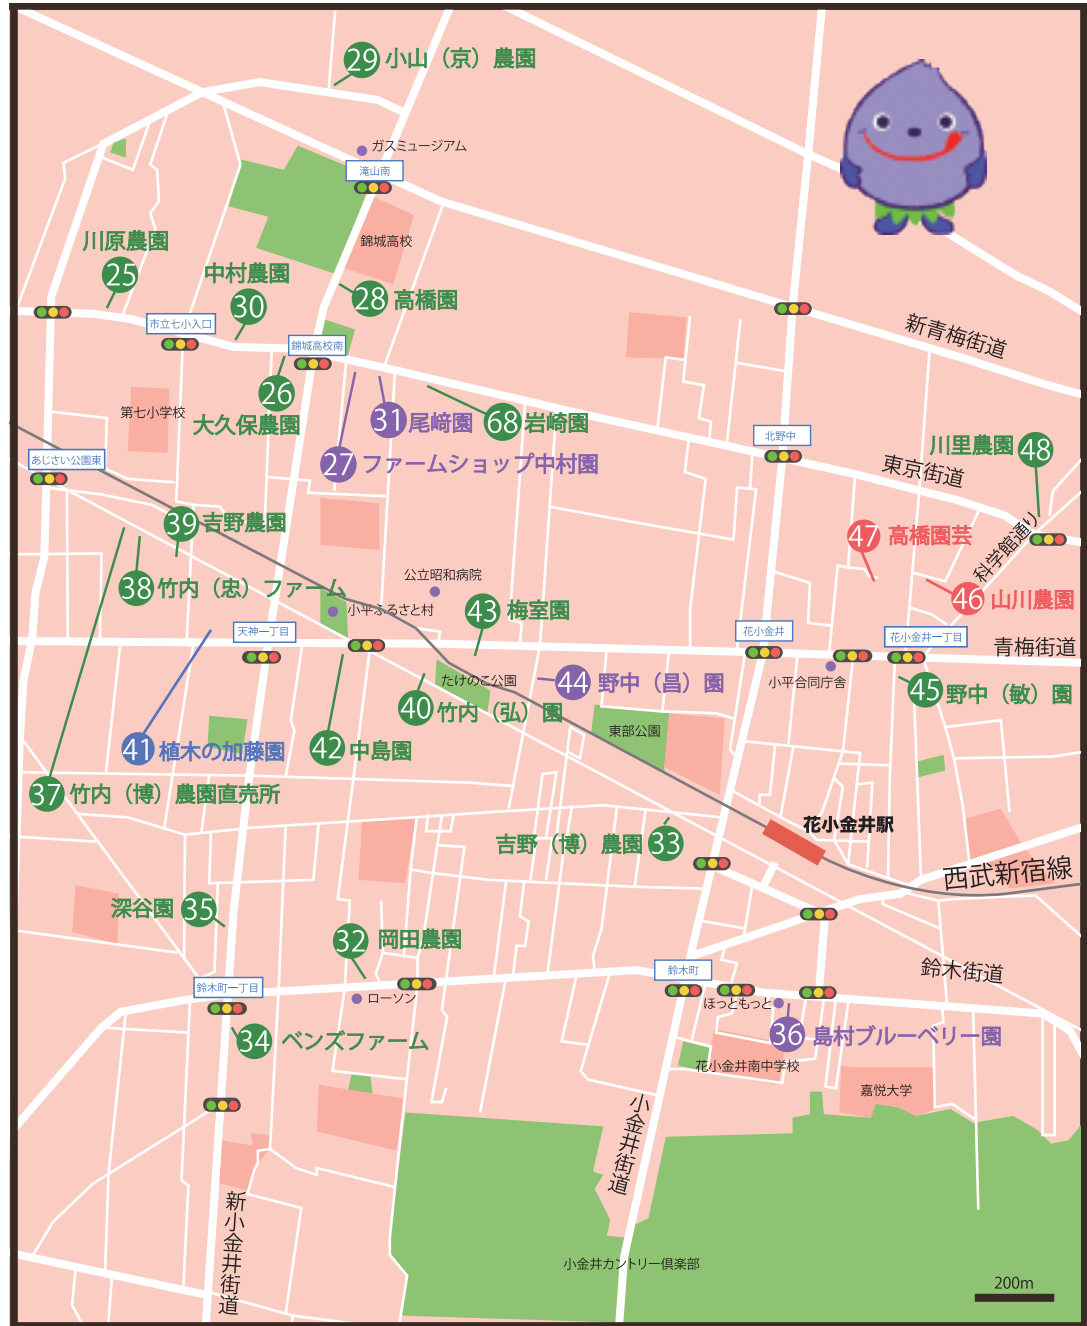 29 小山（京）農園
ガスミュージアム
滝山南
錦城高校
川原農園
25
中村農園
30
28 高橋園
市立七小入口
錦城高校南
新青梅街道
26
大久保農園
第七小学校
31 尾﨑園
68 岩崎園
27 ファームショップ中村園
北野中
川里農園 48
東京街道
あじさい公園東
39 吉野農園
47 高橋園芸
科学館通り
38 竹内（忠）ファーム
公立昭和病院
小平ふるさと村
43 梅室園
46 山川農園
天神一丁目
花小金井
花小金井一丁目
青梅街道
たけのこ公園
44 野中（昌）園
小平合同庁舎
45 野中（敏）園
40 竹内（弘）園
東部公園
41 植木の加藤園
42 中島園
37 竹内（博）農園直売所
花小金井駅
吉野（博）農園 33
西武新宿線
深谷園 35
32 岡田農園
鈴木町
鈴木街道
鈴木町一丁目
ローソン
ほっともっと
34 ベンズファーム
36 島村ブルーベリー園
花小金井南中学校
嘉悦大学
小金井街道
新小金井街道
小金井カントリー倶楽部
200m